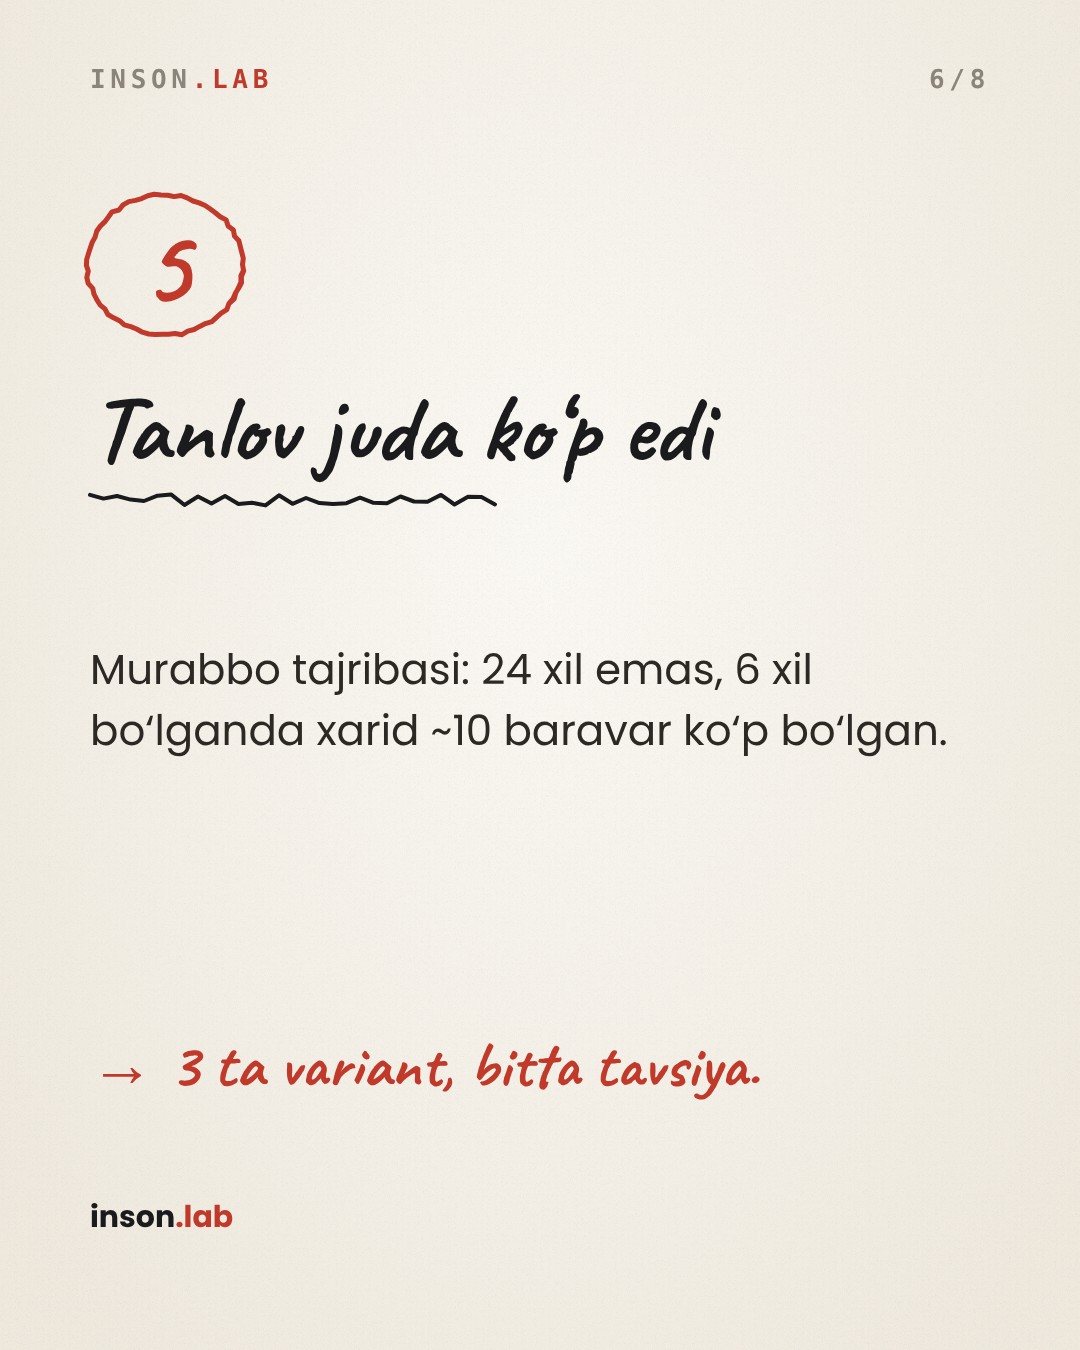 INSON.LAB
6/8
5
Tanlov juda ko‘p edi
Murabbo tajribasi: 24 xil emas, 6 xil
bo‘lganda xarid ~10 baravar ko‘p bo‘lgan.
→ 3 ta variant, bitta tavsiya.
inson.lab